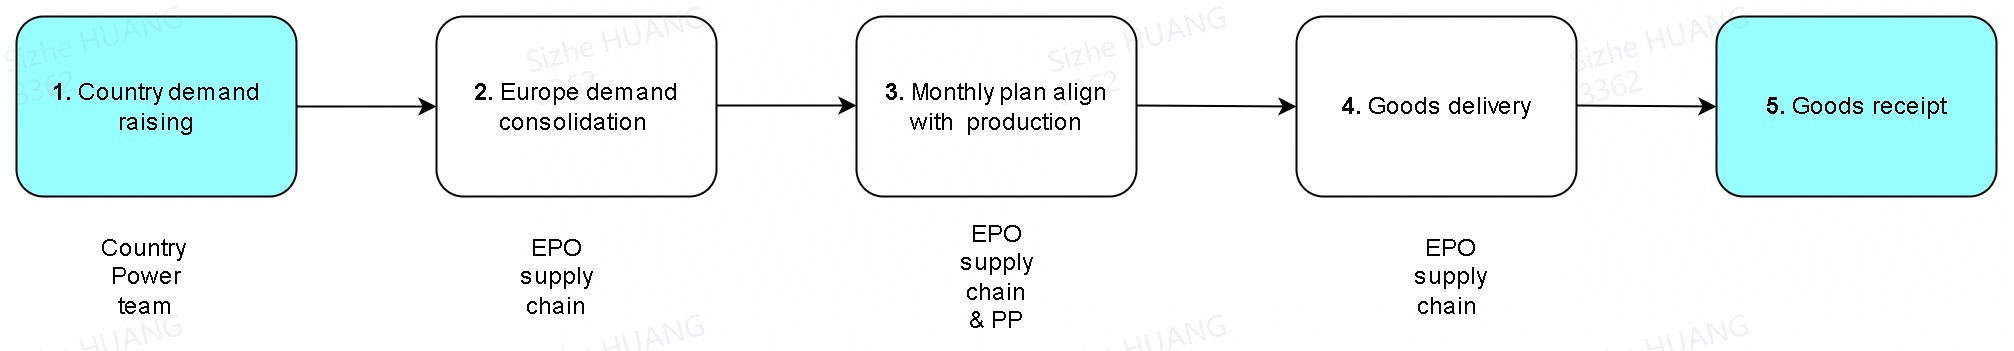 Sizhe HUANG
3362
Sizhe HUANG
Sizhe HUANG
Sizhe HUANG
3362
1. Country demand
raising
2. Europe demand
consolidation
3. Monthly plan align
with production
4. Goods delivery
5. Goods receipt
Country
Power
team
EPO
supply
chain
EPO
supply
chain
& PP
EPO
supply
chain
Sizhe HUANG
Sizhe HUANG
Sizhe HUANG
Sizhe HUANG